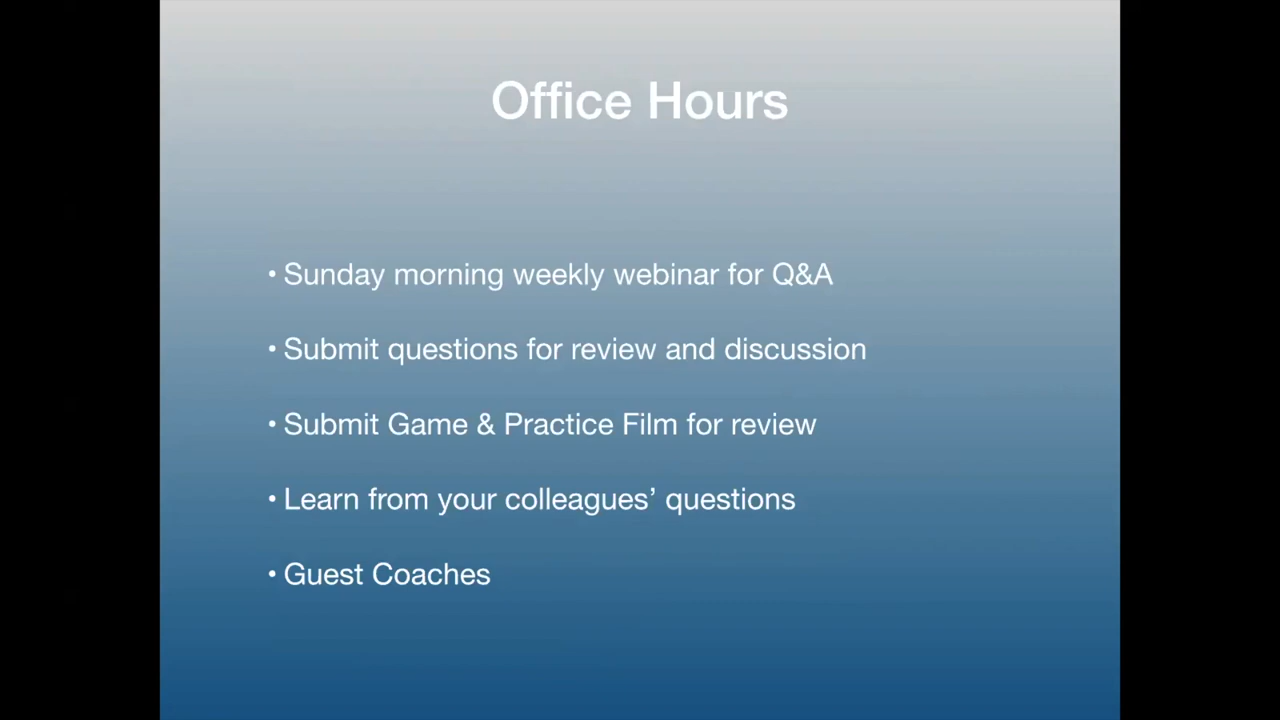 Office Hours
• Sunday morning weekly webinar for Q&A
• Submit questions for review and discussion
• Submit Game & Practice Film for review
• Learn from your colleagues’ questions
• Guest Coaches